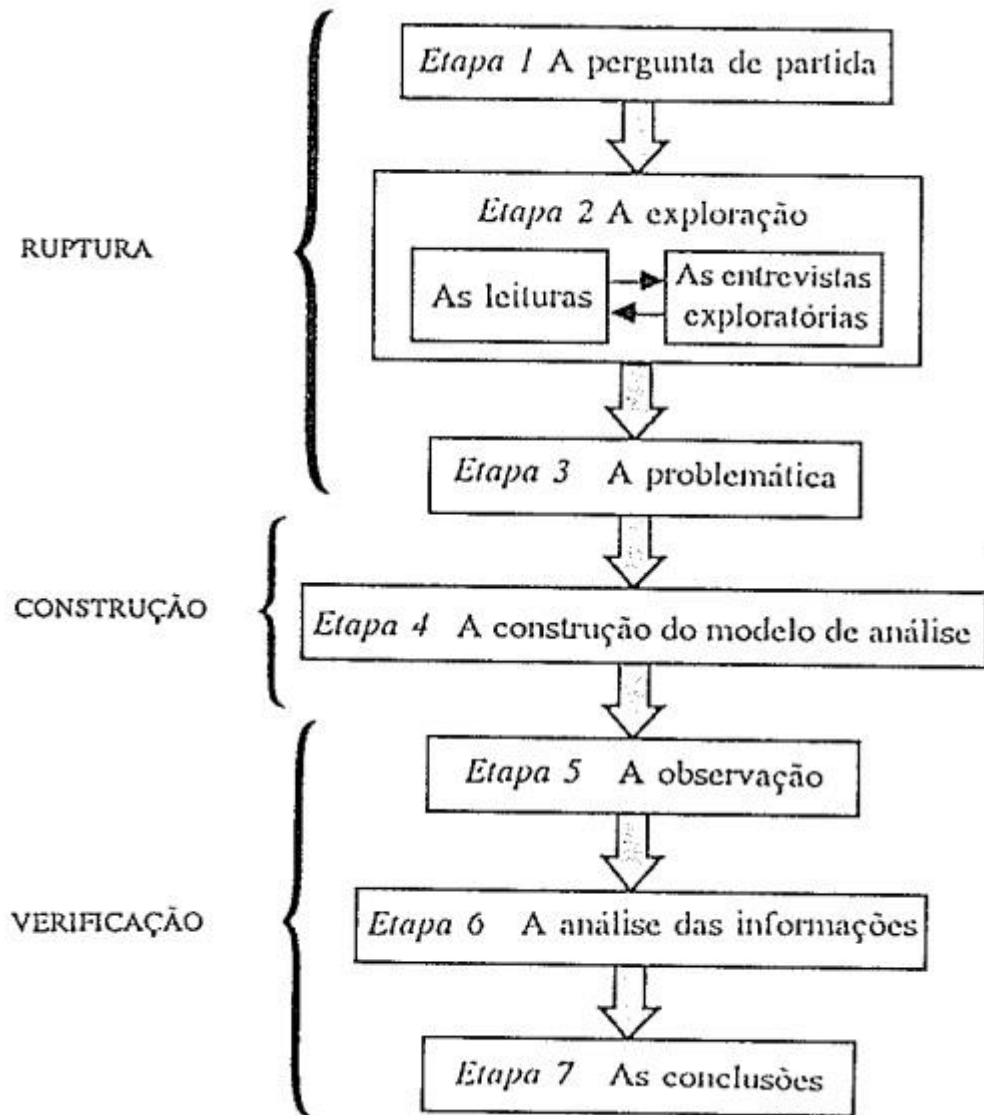 Etapa 1 A pergunta de partida
Etapa 2 A exploração
RUPTURA
As leituras
As entrevistas
exploratórias
Etapa 3 A problemática
CONSTRUÇÃO
Etapa 4 A construção do modelo de análise
Etapa 5 A observação
VERIFICAÇÃO
Etapa 6 A análise das informações
Etapa 7 As conclusões